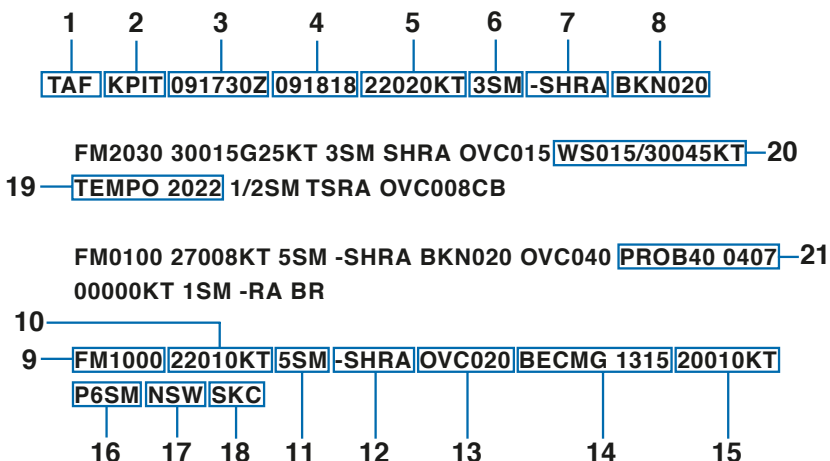 1 2 3 4 5 6 7 8
TAF KPIT 091730Z 091818 22020KT 3SM -SHRA BKN020
FM2030 30015G25KT 3SM SHRA OVC015 WS015/30045KT 20
19 TEMPO 2022 1/2SM TSRA OVC008CB
FM0100 27008KT 5SM -SHRA BKN020 OVC040 PROB40 0407 21
00000KT 1SM -RA BR
10
9 FM1000 22010KT 5SM -SHRA OVC020 BECMG 1315 20010KT
P6SM NSW SKC
16 17 18 11 12 13 14 15